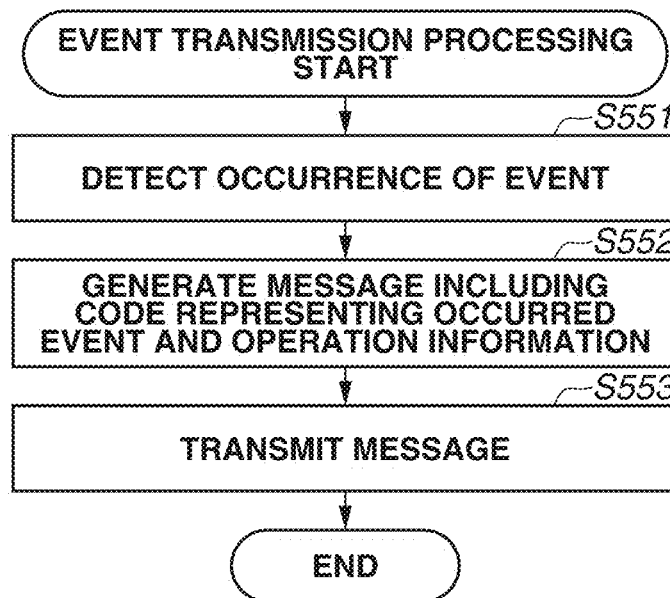 EVENT TRANSMISSION PROCESSING
START
S551
DETECT OCCURRENCE OF EVENT
S552
GENERATE MESSAGE INCLUDING
CODE REPRESENTING OCCURRED
EVENT AND OPERATION INFORMATION
S553
TRANSMIT MESSAGE
END